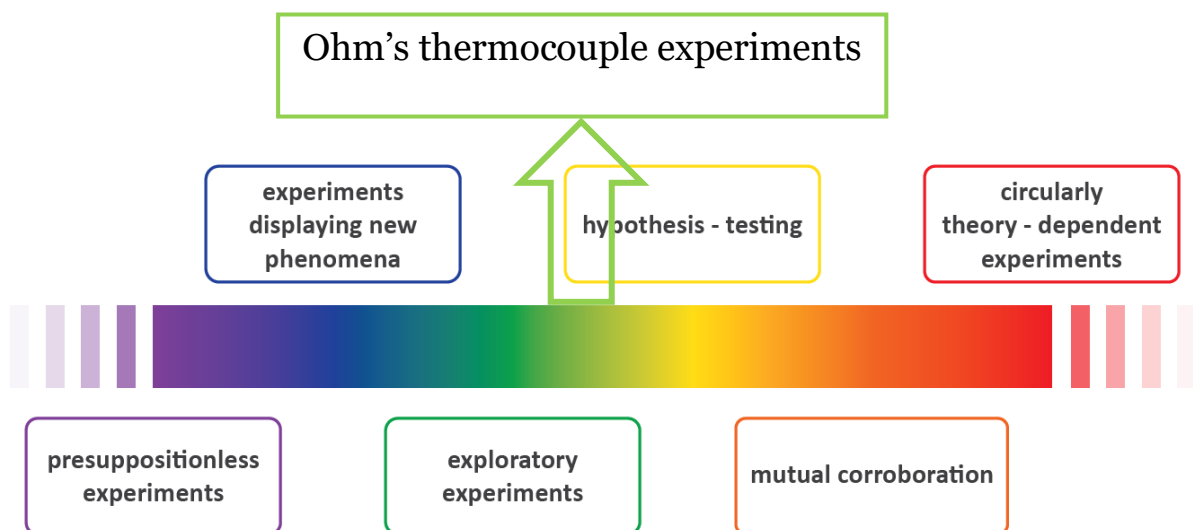 Ohm’s thermocouple experiments
experiments
displaying new
phenomena
hypothesis - testing
circularly
theory - dependent
experiments
presuppositionless
experiments
exploratory
experiments
mutual corroboration